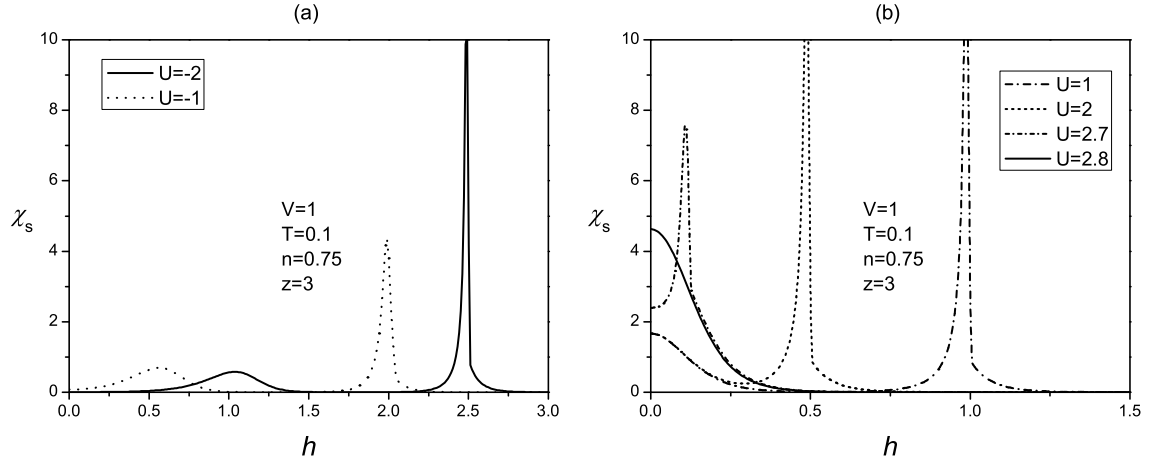 (a)
10
8
6
4
2
0
χs
U=-2
U=-1
V=1
T=0.1
n=0.75
z=3
0.0 0.5 1.0 1.5 2.0 2.5 3.0
h
(b)
10
8
6
4
2
0
χs
U=1
U=2
U=2.7
U=2.8
V=1
T=0.1
n=0.75
z=3
0.0 0.5 1.0 1.5
h